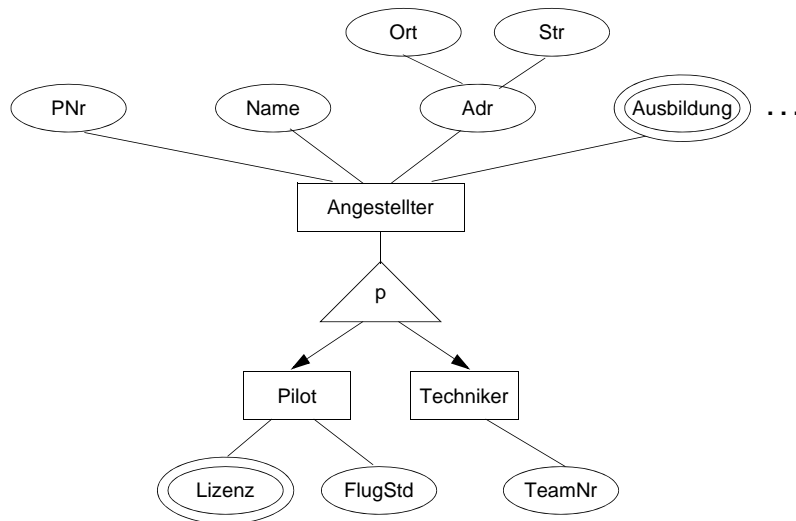 Ort
Str
PNr
Name
Adr
Ausbildung
...
Angestellter
p
Pilot
Techniker
Lizenz
FlugStd
TeamNr